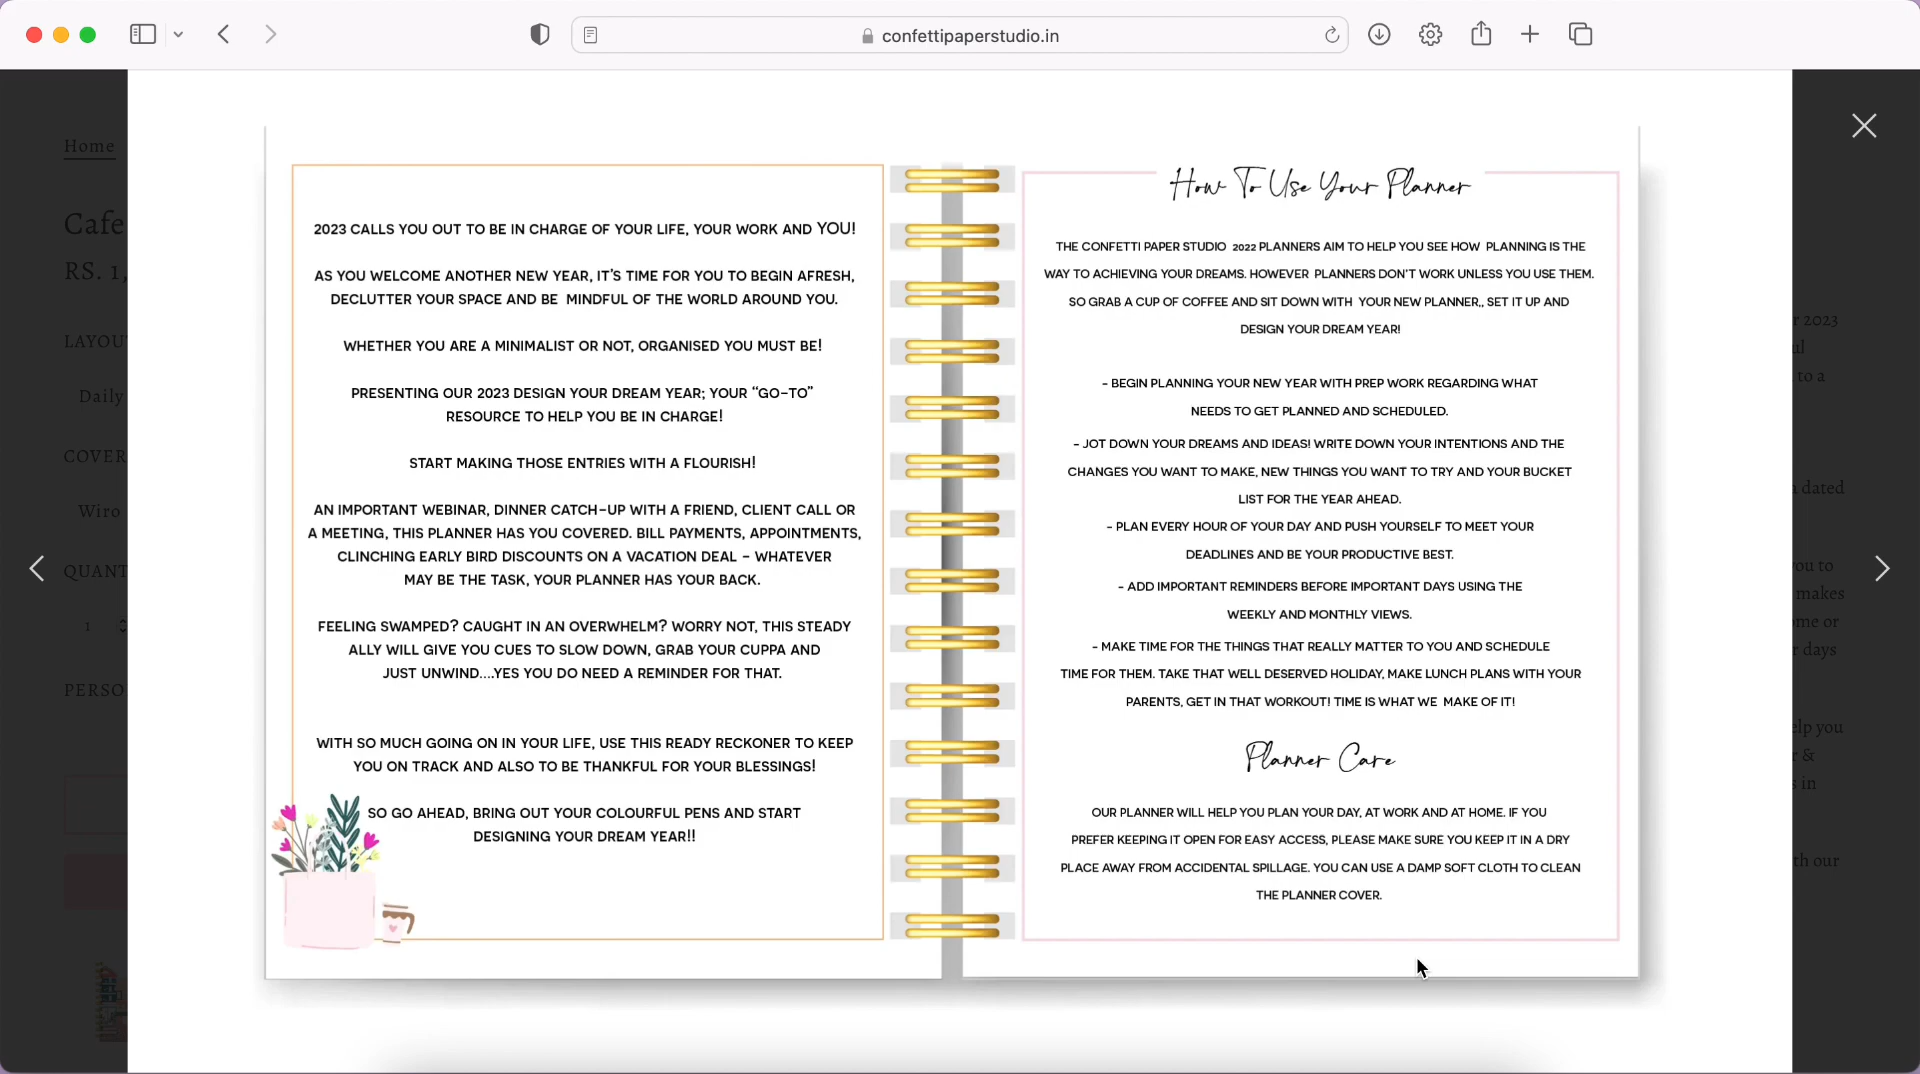 confettipaperstudio.in
Home
Cafe
RS. 1,
Daily
COVER
Wiro
1
2023 CALLS YOU OUT TO BE IN CHARGE OF YOUR LIFE, YOUR WORK AND YOU!
AS YOU WELCOME ANOTHER NEW YEAR, IT'S TIME FOR YOU TO BEGIN AFRESH,
DECLUTTER YOUR SPACE AND BE MINDFUL OF THE WORLD AROUND YOU.
WHETHER YOU ARE A MINIMALIST OR NOT, ORGANISED YOU MUST BE!
PRESENTING OUR 2023 DESIGN YOUR DREAM YEAR; YOUR “GO-TO”
RESOURCE TO HELP YOU BE IN CHARGE!
START MAKING THOSE ENTRIES WITH A FLOURISH!
AN IMPORTANT WEBINAR, DINNER CATCH-UP WITH A FRIEND, CLIENT CALL OR
A MEETING, THIS PLANNER HAS YOU COVERED. BILL PAYMENTS, APPOINTMENTS,
CLINCHING EARLY BIRD DISCOUNTS ON A VACATION DEAL - WHATEVER
MAY BE THE TASK, YOUR PLANNER HAS YOUR BACK.
FEELING SWAMPED? CAUGHT IN AN OVERWHELM? WORRY NOT, THIS STEADY
ALLY WILL GIVE YOU CUES TO SLOW DOWN, GRAB YOUR CUPPA AND
JUST UNWIND....YES YOU DO NEED A REMINDER FOR THAT.
WITH SO MUCH GOING ON IN YOUR LIFE, USE THIS READY RECKONER TO KEEP
YOU ON TRACK AND ALSO TO BE THANKFUL FOR YOUR BLESSINGS!
SO GO AHEAD, BRING OUT YOUR COLOURFUL PENS AND START
DESIGNING YOUR DREAM YEAR!!
How To Use Your Planner
THE CONFETTI PAPER STUDIO 2022 PLANNERS AIM TO HELP YOU SEE HOW PLANNING IS THE
WAY TO ACHIEVING YOUR DREAMS. HOWEVER PLANNERS DON'T WORK UNLESS YOU USE THEM.
SO GRAB A CUP OF COFFEE AND SIT DOWN WITH YOUR NEW PLANNER,, SET IT UP AND
DESIGN YOUR DREAM YEAR!
- BEGIN PLANNING YOUR NEW YEAR WITH PREP WORK REGARDING WHAT
NEEDS TO GET PLANNED AND SCHEDULED.
- JOT DOWN YOUR DREAMS AND IDEAS! WRITE DOWN YOUR INTENTIONS AND THE
CHANGES YOU WANT TO MAKE, NEW THINGS YOU WANT TO TRY AND YOUR BUCKET
LIST FOR THE YEAR AHEAD.
- PLAN EVERY HOUR OF YOUR DAY AND PUSH YOURSELF TO MEET YOUR
DEADLINES AND BE YOUR PRODUCTIVE BEST.
- ADD IMPORTANT REMINDERS BEFORE IMPORTANT DAYS USING THE
WEEKLY AND MONTHLY VIEWS.
- MAKE TIME FOR THE THINGS THAT REALLY MATTER TO YOU AND SCHEDULE
TIME FOR THEM. TAKE THAT WELL DESERVED HOLIDAY, MAKE LUNCH PLANS WITH YOUR
PARENTS, GET IN THAT WORKOUT! TIME IS WHAT WE MAKE OF IT!
Planner Care
OUR PLANNER WILL HELP YOU PLAN YOUR DAY, AT WORK AND AT HOME. IF YOU
PREFER KEEPING IT OPEN FOR EASY ACCESS, PLEASE MAKE SURE YOU KEEP IT IN A DRY
PLACE AWAY FROM ACCIDENTAL SPILLAGE. YOU CAN USE A DAMP SOFT CLOTH TO CLEAN
THE PLANNER COVER.
2023
to a
dated
to
makes
or
days
you
&
in
our